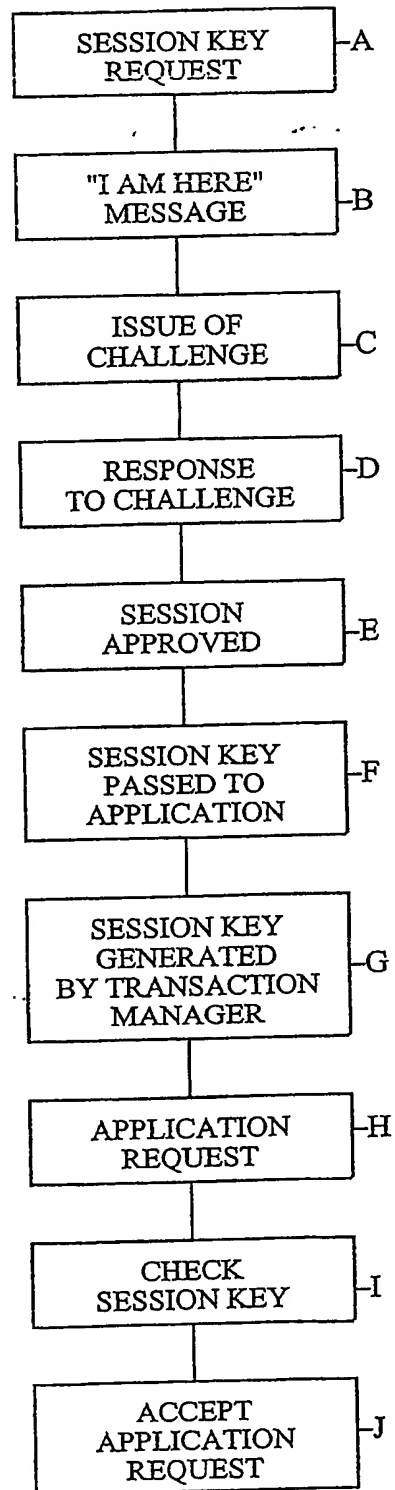 SESSION KEY
REQUEST
A
"I AM HERE"
MESSAGE
B
ISSUE OF
CHALLENGE
C
RESPONSE
TO CHALLENGE
D
SESSION
APPROVED
E
SESSION KEY
PASSED TO
APPLICATION
F
SESSION KEY
GENERATED
BY TRANSACTION
MANAGER
G
APPLICATION
REQUEST
H
CHECK
SESSION KEY
I
ACCEPT
APPLICATION
REQUEST
J